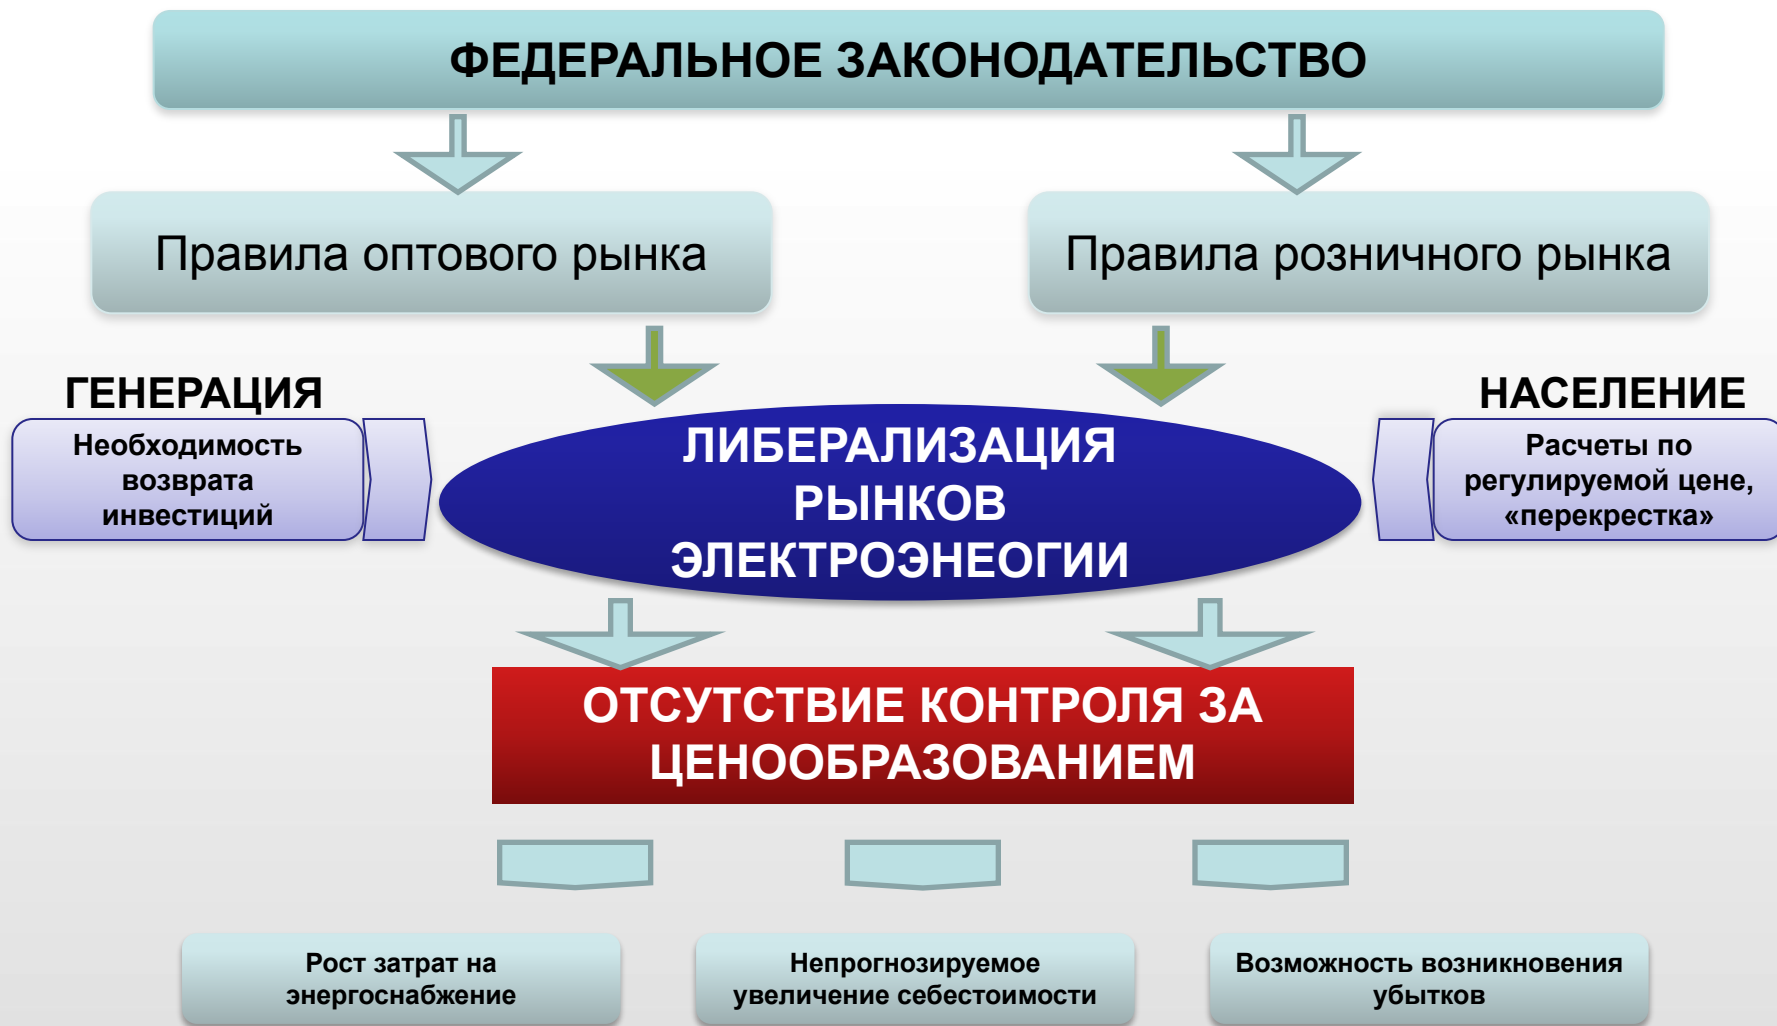 ФЕДЕРАЛЬНОЕ ЗАКОНОДАТЕЛЬСТВО
Правила оптового рынка
Правила розничного рынка
ГЕНЕРАЦИЯ
Необходимость
возврата
инвестиций
ЛИБЕРАЛИЗАЦИЯ
РЫНКОВ
ЭЛЕКТРОЭНЕОГИИ
НАСЕЛЕНИЕ
Расчеты по
регулируемой цене,
«перекрестка»
ОТСУТСТВИЕ КОНТРОЛЯ ЗА
ЦЕНООБРАЗОВАНИЕМ
Рост затрат на
энергоснабжение
Непрогнозируемое
увеличение себестоимости
Возможность возникновения
убытков